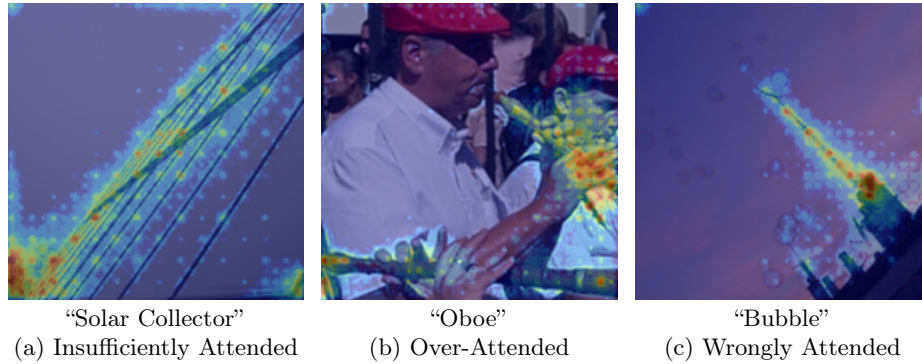 “Solar Collector”
(a) Insufficiently Attended
“Oboe”
(b) Over-Attended
“Bubble”
(c) Wrongly Attended